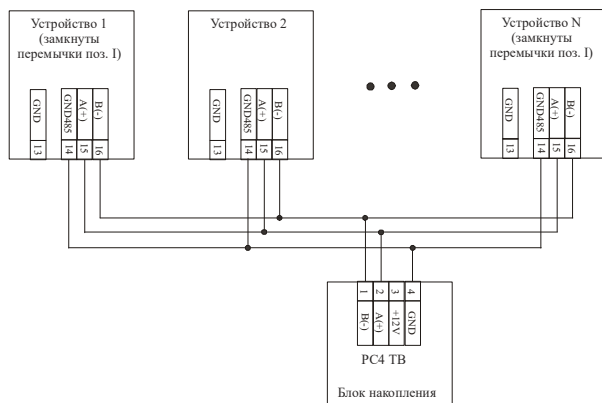 Устройство 1
(замкнуты
перемычки поз. I)
GND
GND485
A(+)
B(-)
13
14
15
16
Устройство 2
GND
GND485
A(+)
B(-)
13
14
15
16
Устройство N
(замкнуты
перемычки поз. I)
GND
GND485
A(+)
B(-)
13
14
15
16
1
2
3
4
B(-)
A(+)
+12V
GND
PC4 TB
Блок накопления